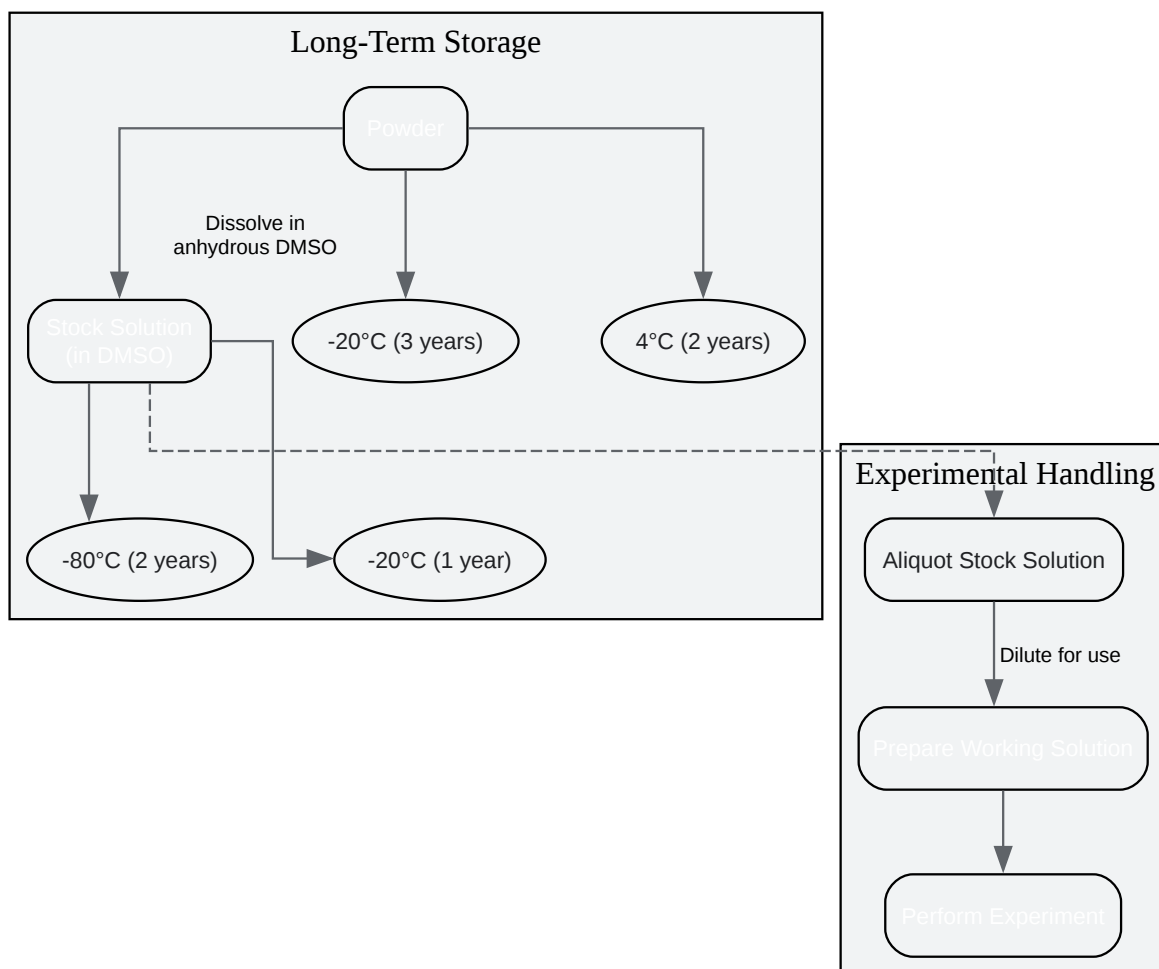 Long-Term Storage
Powder
Dissolve in
anhydrous DMSO
Stock Solution
(in DMSO)
-20°C (3 years)
4°C (2 years)
-80°C (2 years)
-20°C (1 year)
Experimental Handling
Aliquot Stock Solution
Dilute for use
Prepare Working Solution
Perform Experiment